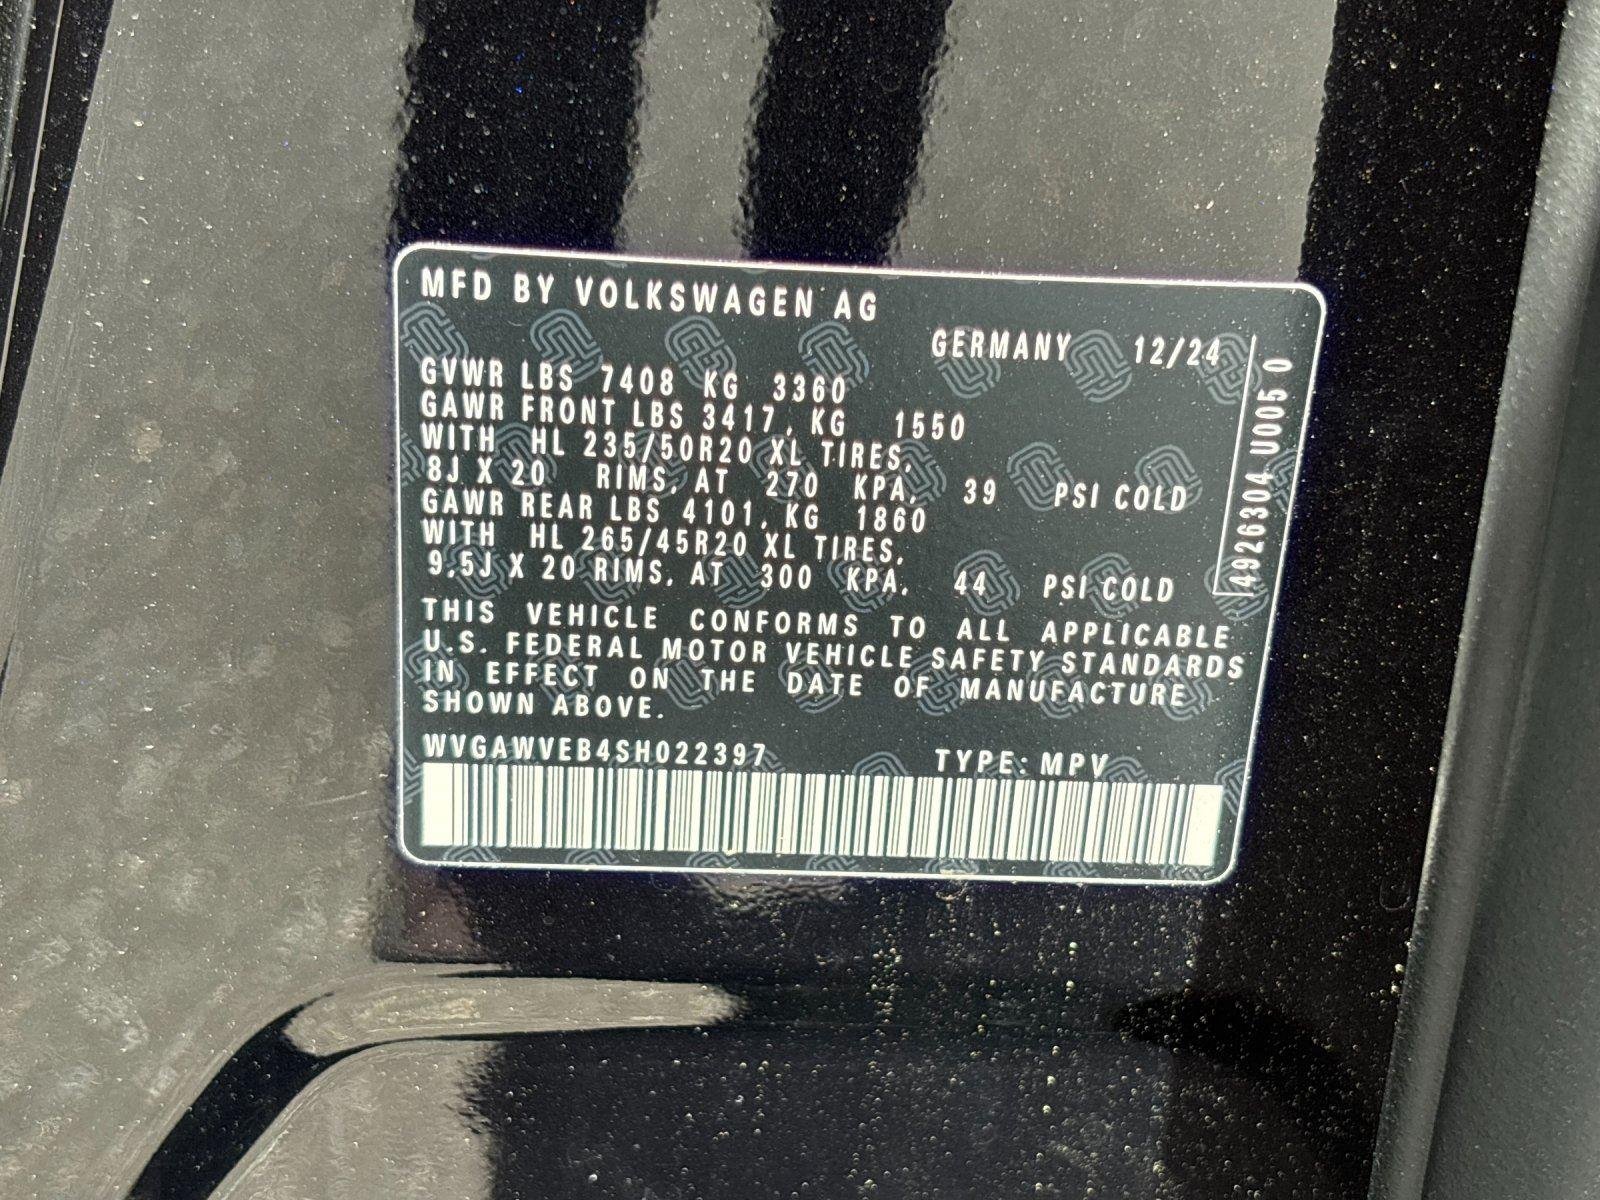 MFD BY VOLKSWAGEN AG
GERMANY 12/24
GVWR LBS 7408 KG 3360
GAWR FRONT LBS 3417, KG 1550
WITH HL 235/50R20 XL TIRES,
8J X 20 RIMS, AT 270 KPA, 39 PSI COLD
GAWR REAR LBS 4101, KG 1860
WITH HL 265/45R20 XL TIRES,
9,5J X 20 RIMS, AT 300 KPA, 44 PSI COLD
THIS VEHICLE CONFORMS TO ALL APPLICABLE
U.S. FEDERAL MOTOR VEHICLE SAFETY STANDARDS
IN EFFECT ON THE DATE OF MANUFACTURE
SHOWN ABOVE.
WVGAWVEB4SH022397 TYPE: MPV
4926304 U005 0